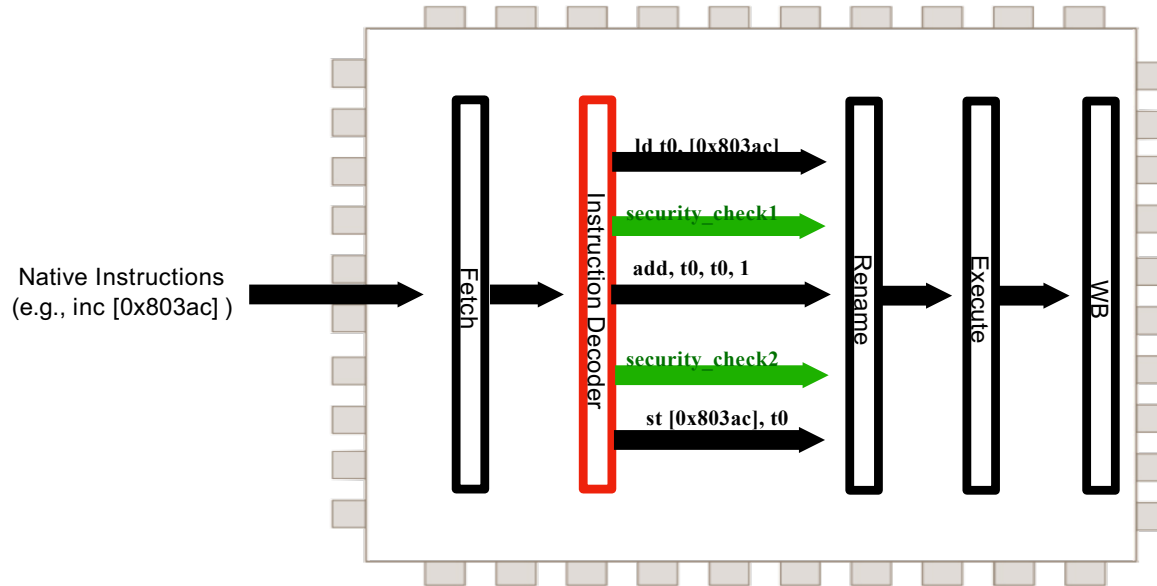 Native Instructions
(e.g., inc [0x803ac] )
Fetch
Instruction Decoder
ld t0, [0x803ac]
security_check1
add, t0, t0, 1
security_check2
st [0x803ac], t0
Rename
Execute
WB